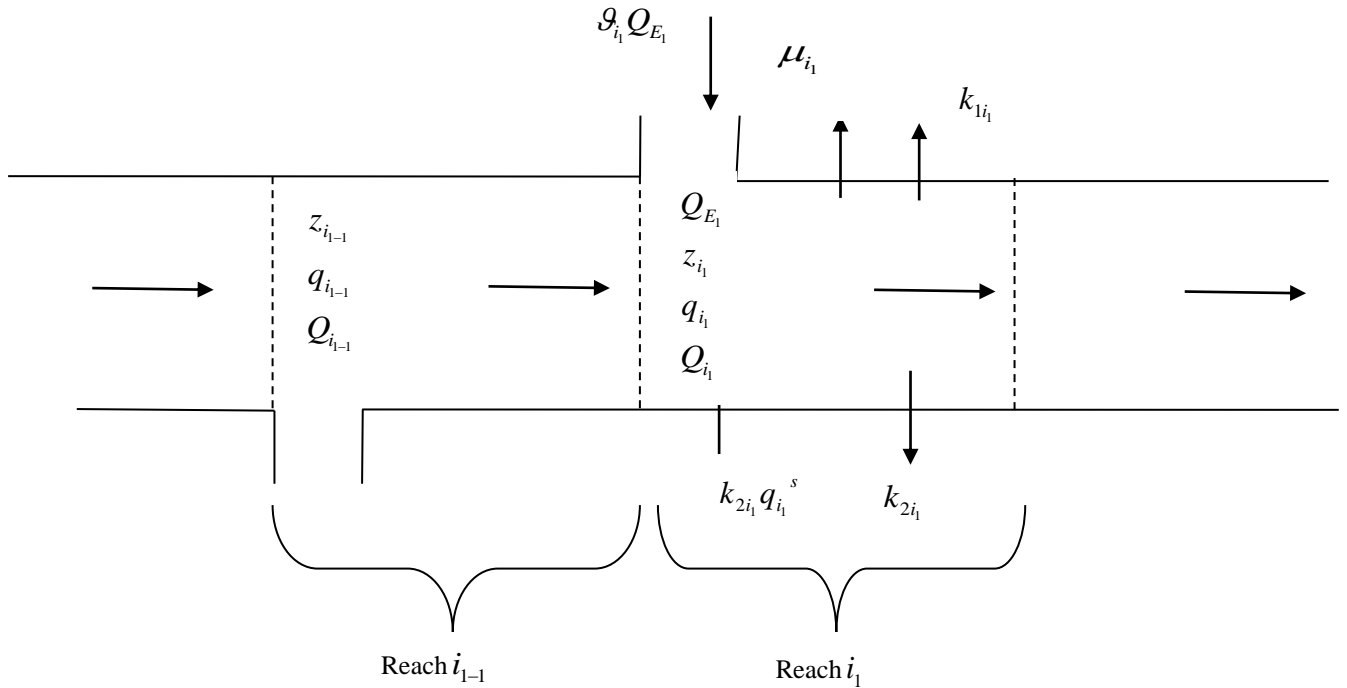 ϑ_{i_1} Q_{E_1}
μ_{i_1}
k_{1i_1}
z_{i_{1-1}}
q_{i_{1-1}}
Q_{i_{1-1}}
Q_{E_1}
z_{i_1}
q_{i_1}
Q_{i_1}
k_{2i_1} q_{i_1}^s
k_{2i_1}
Reach i_{1-1}
Reach i_1